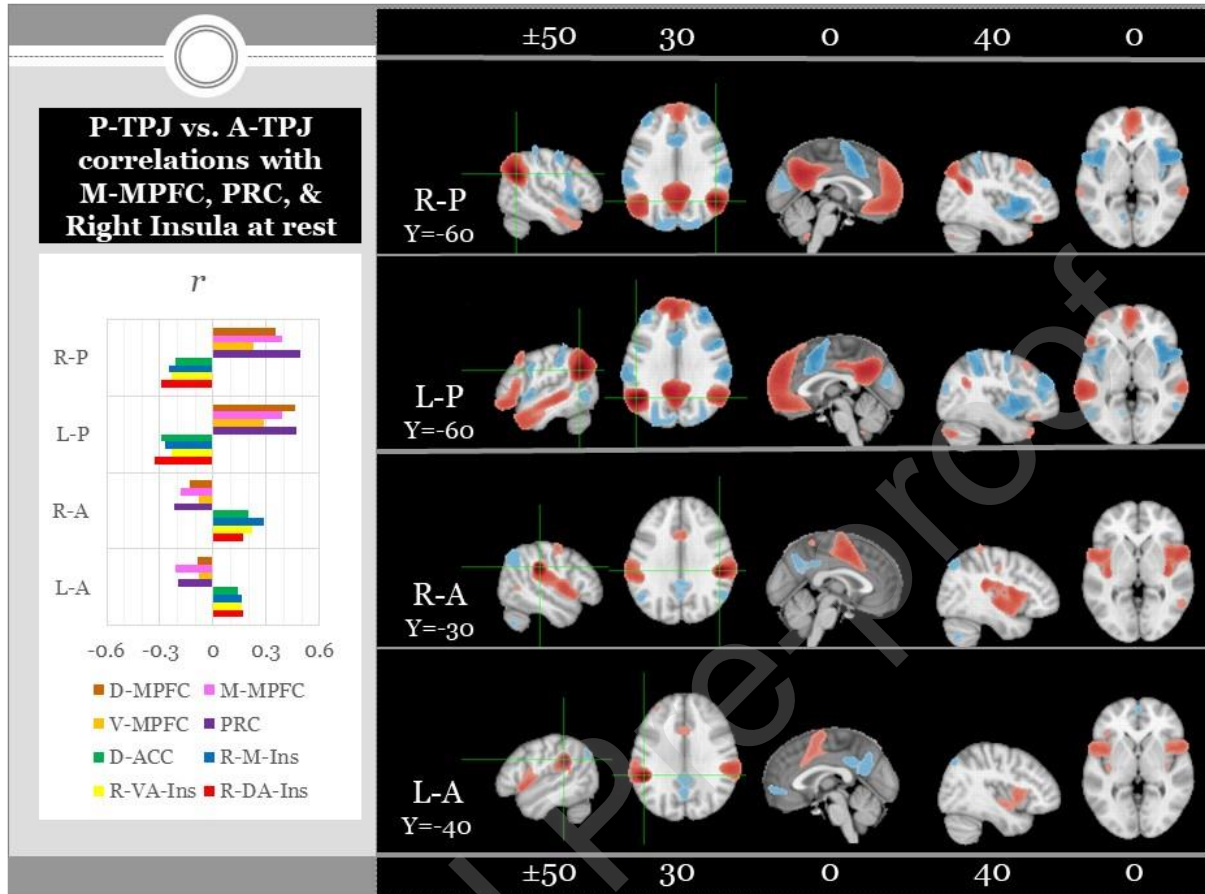 ±50 30 0 40 0
P-TPJ vs. A-TPJ
correlations with
M-MPFC, PRC, &
Right Insula at rest
r
R-P
L-P
R-A
L-A
-0.6 -0.3 0 0.3 0.6
D-MPFC M-MPFC
V-MPFC PRC
D-ACC R-M-Ins
R-VA-Ins R-DA-Ins
R-P
Y=-60
L-P
Y=-60
R-A
Y=-30
L-A
Y=-40
±50 30 0 40 0
Pre-proof